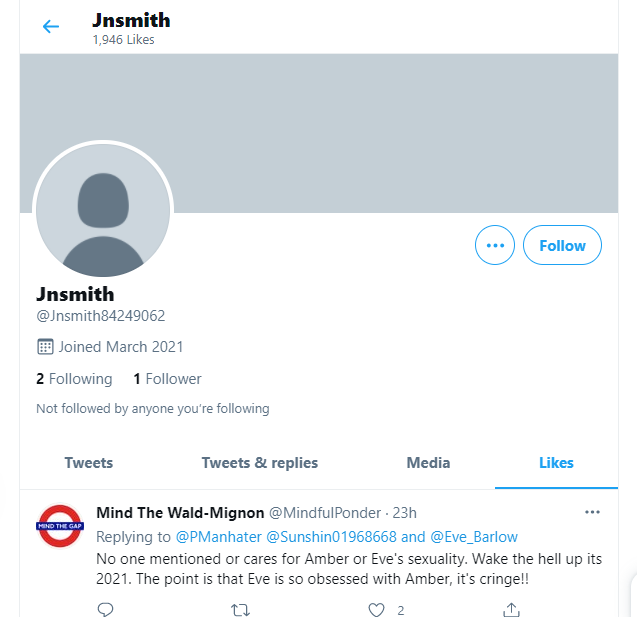 Jnsmith
1,946 Likes
Follow
Jnsmith
@Jnsmith84249062
Joined March 2021
2 Following 1 Follower
Not followed by anyone you're following
Tweets Tweets & replies Media Likes
Mind The Wald-Mignon @MindfulPonder · 23h
MIND THE GAP
Replying to @PManhater @Sunshin01968668 and @Eve_Barlow
No one mentioned or cares for Amber or Eve's sexuality. Wake the hell up its
2021. The point is that Eve is so obsessed with Amber, it's cringe!!
2